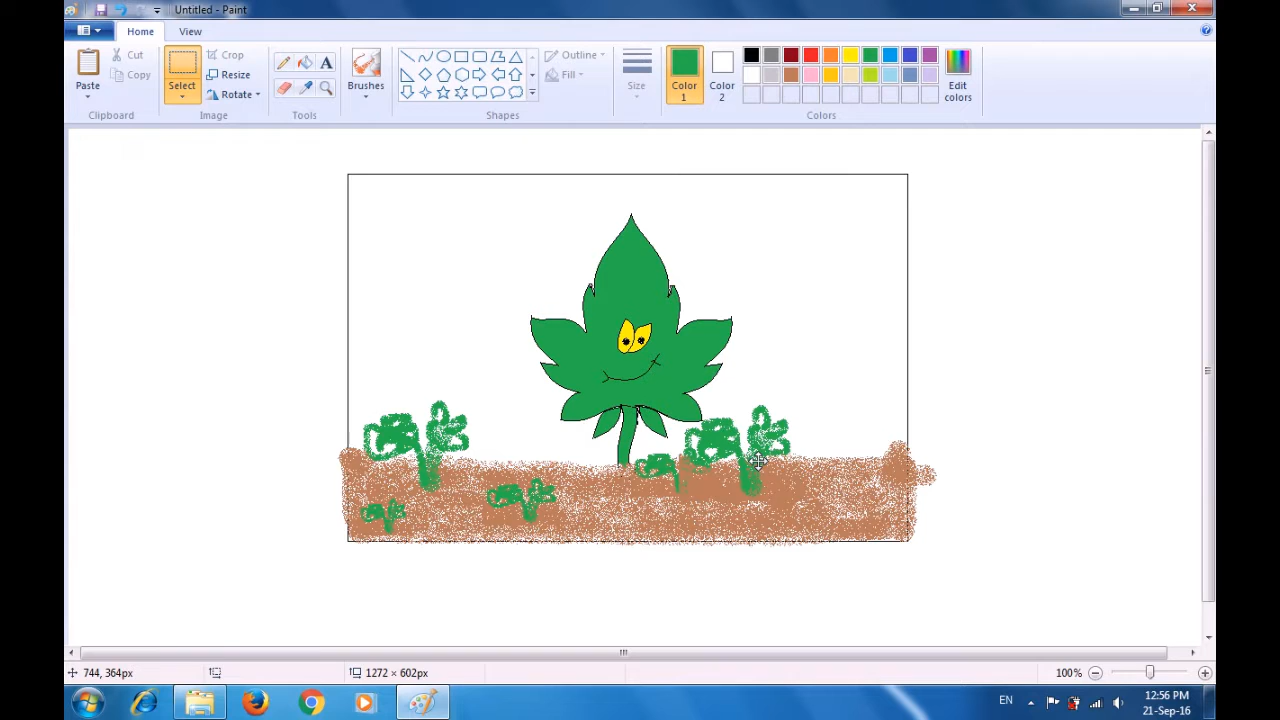 Untitled - Paint
Home View
Paste
Cut
Copy
Clipboard
Select
Crop
Resize
Rotate
Image
A
Tools
Brushes
Outline
Fill
Shapes
Size
Color 1
Color 2
Edit colors
Colors
744, 364px
1272 × 602px
100%
EN
12:56 PM
21-Sep-16